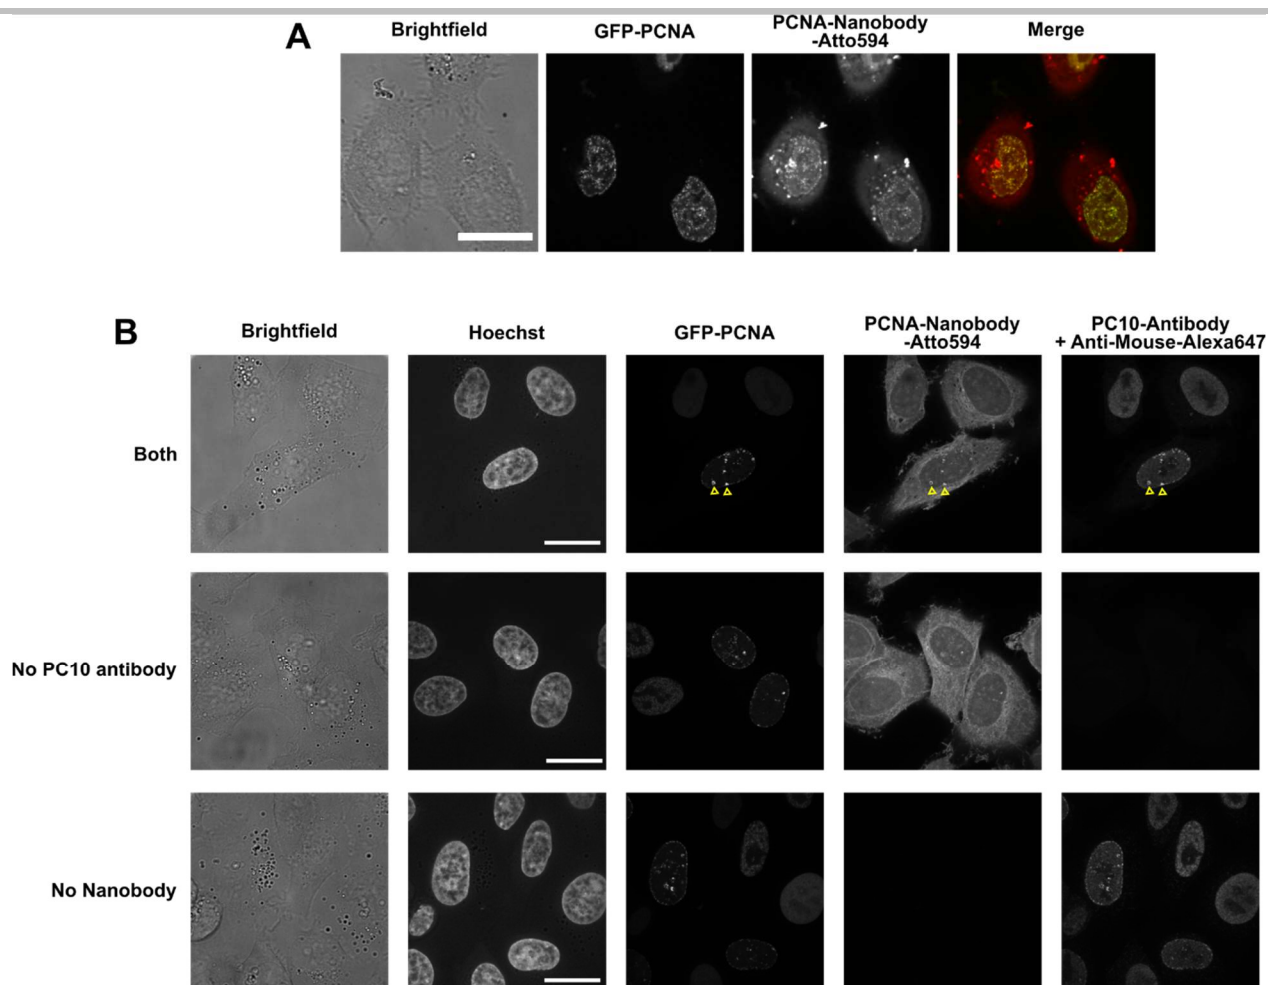 A
Brightfield
GFP-PCNA
PCNA-Nanobody
-Atto594
Merge
B
Brightfield
Hoechst
GFP-PCNA
PCNA-Nanobody
-Atto594
PC10-Antibody
+ Anti-Mouse-Alexa647
Both
No PC10 antibody
No Nanobody